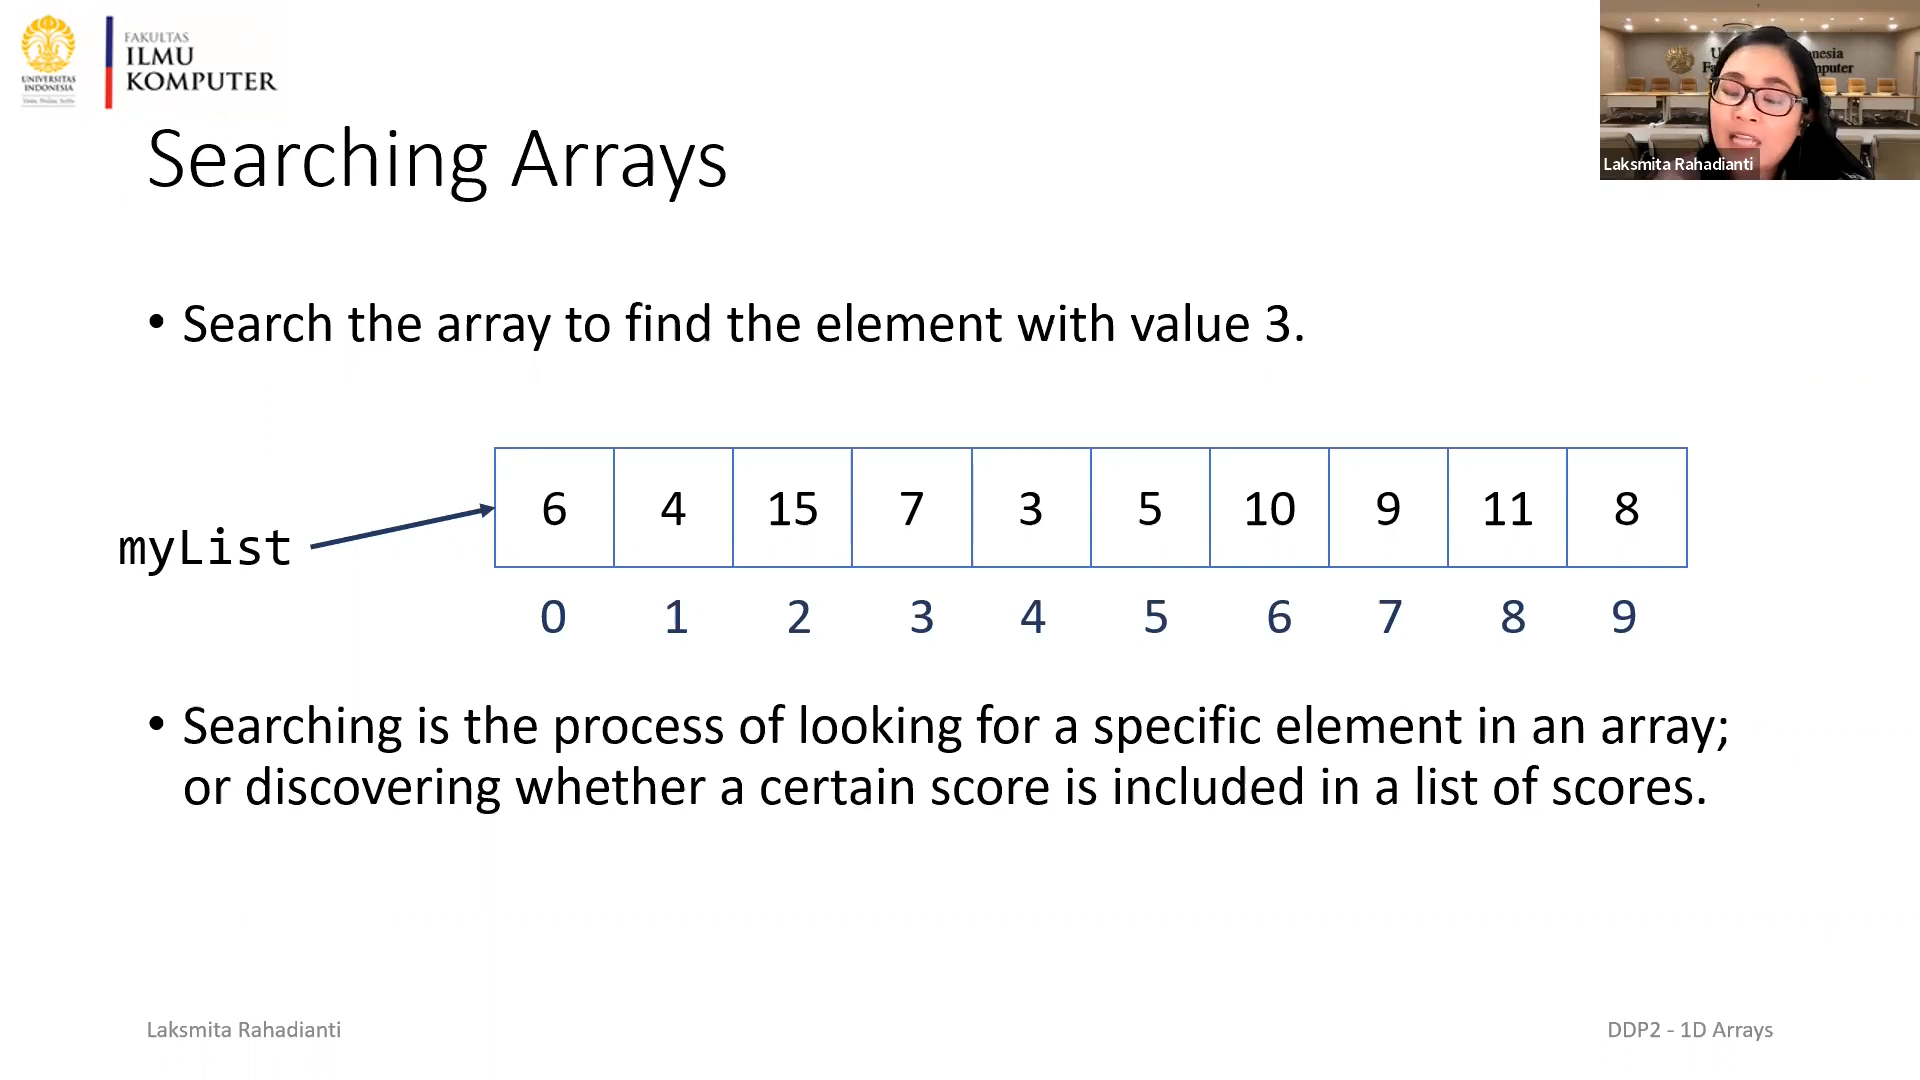 UNIVERSITAS
INDONESIA
FAKULTAS
ILMU
KOMPUTER
Laksmita Rahadianti
Searching Arrays
• Search the array to find the element with value 3.
myList
6 4 15 7 3 5 10 9 11 8
0 1 2 3 4 5 6 7 8 9
• Searching is the process of looking for a specific element in an array;
or discovering whether a certain score is included in a list of scores.
Laksmita Rahadianti
DDP2 - 1D Arrays